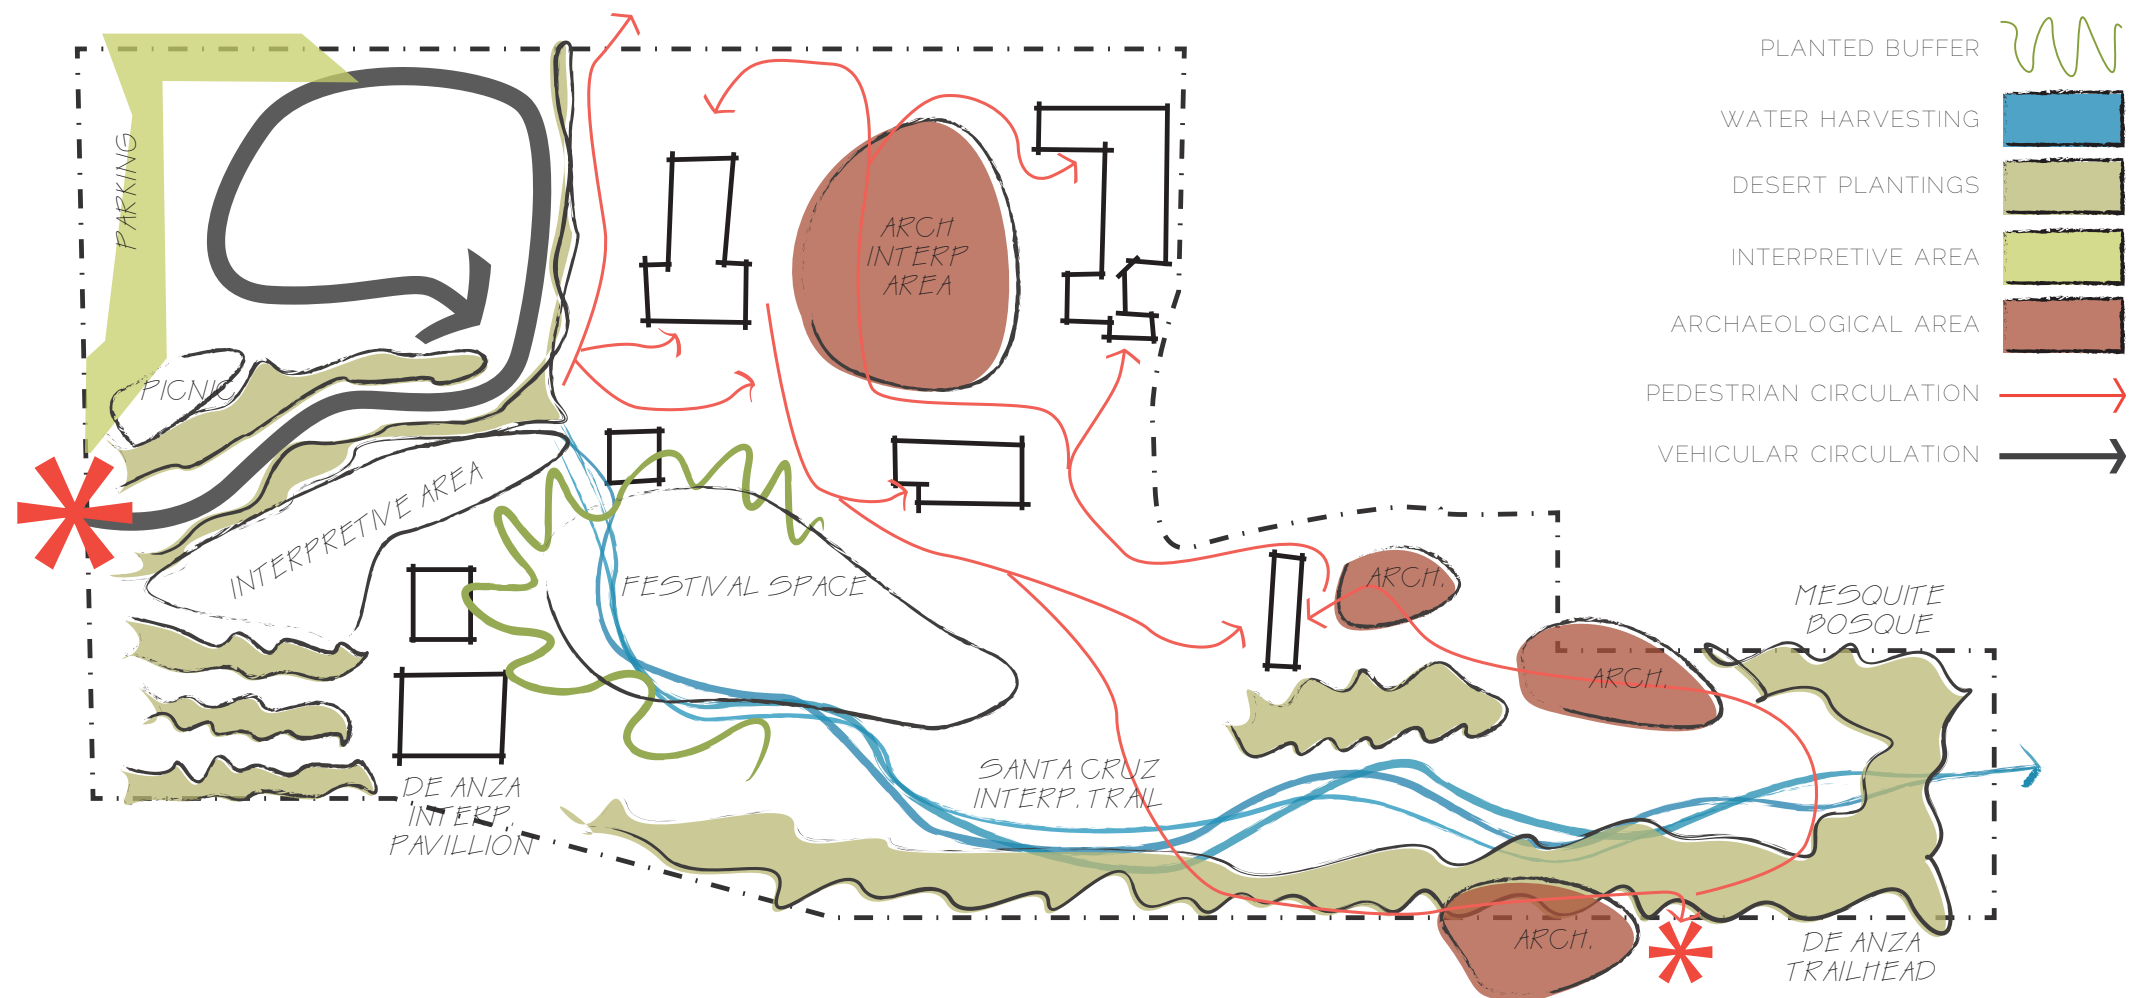 PLANTED BUFFER
WATER HARVESTING
DESERT PLANTINGS
INTERPRETIVE AREA
ARCHAEOLOGICAL AREA
PEDESTRIAN CIRCULATION
VEHICULAR CIRCULATION
PARKING
ARCH
INTERP
AREA
PICNIC
INTERPRETIVE AREA
FESTIVAL SPACE
ARCH.
MESQUITE
BOSQUE
ARCH.
SANTA CRUZ
INTERP. TRAIL
DE ANZA
INTERP.
PAVILLION
ARCH.
DE ANZA
TRAILHEAD